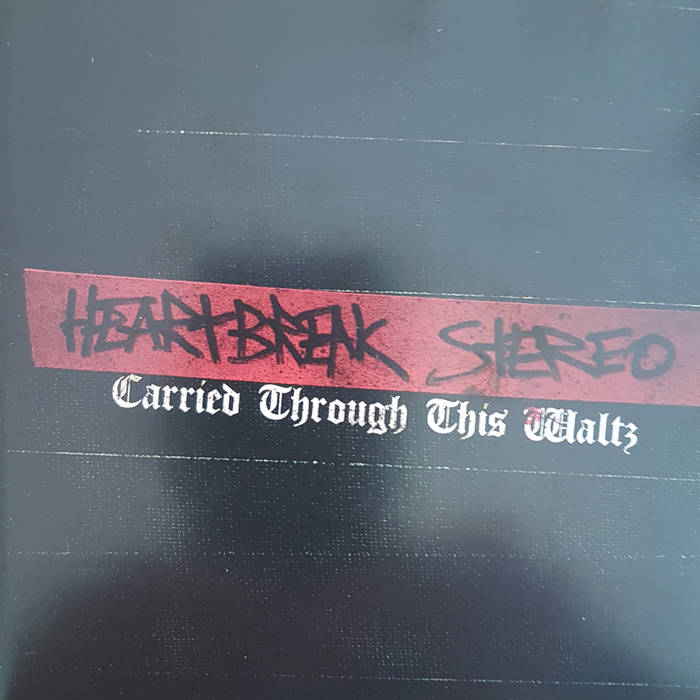 HEARTBREAK STEREO
Carried Through This Waltz